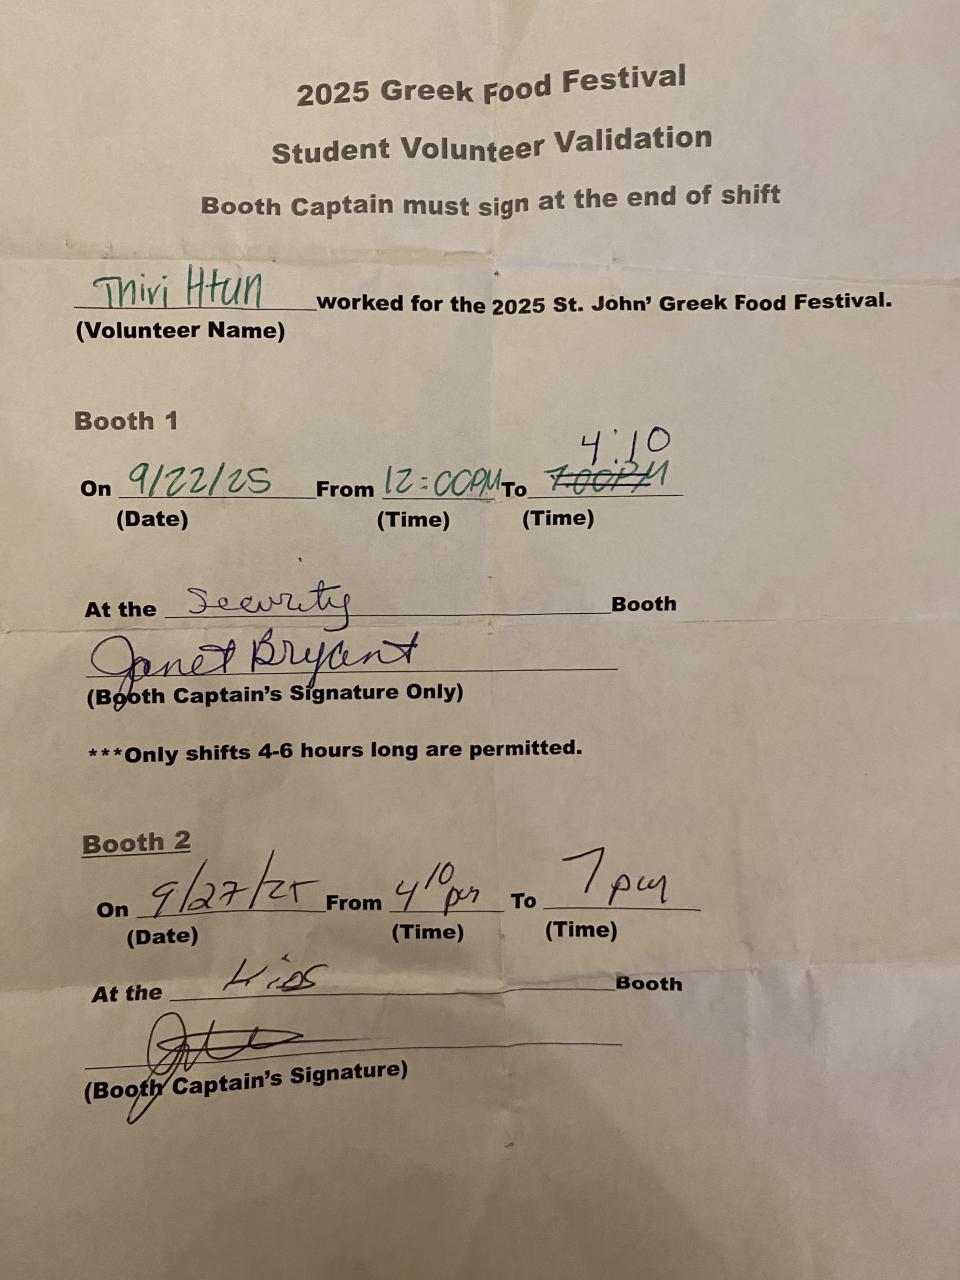 2025 Greek Food Festival
Student Volunteer Validation
Booth Captain must sign at the end of shift
Thiri Htun worked for the 2025 St. John' Greek Food Festival.
(Volunteer Name)
Booth 1
4:10
On 9/22/25 From 12:00PM To 7:00PM
(Date) (Time) (Time)
At the Security Booth
Janet Bryant
(Booth Captain's Signature Only)
***Only shifts 4-6 hours long are permitted.
Booth 2
On 9/27/25 From 4:10 pm To 7 pm
(Date) (Time) (Time)
At the Kids Booth
(Booth Captain's Signature)